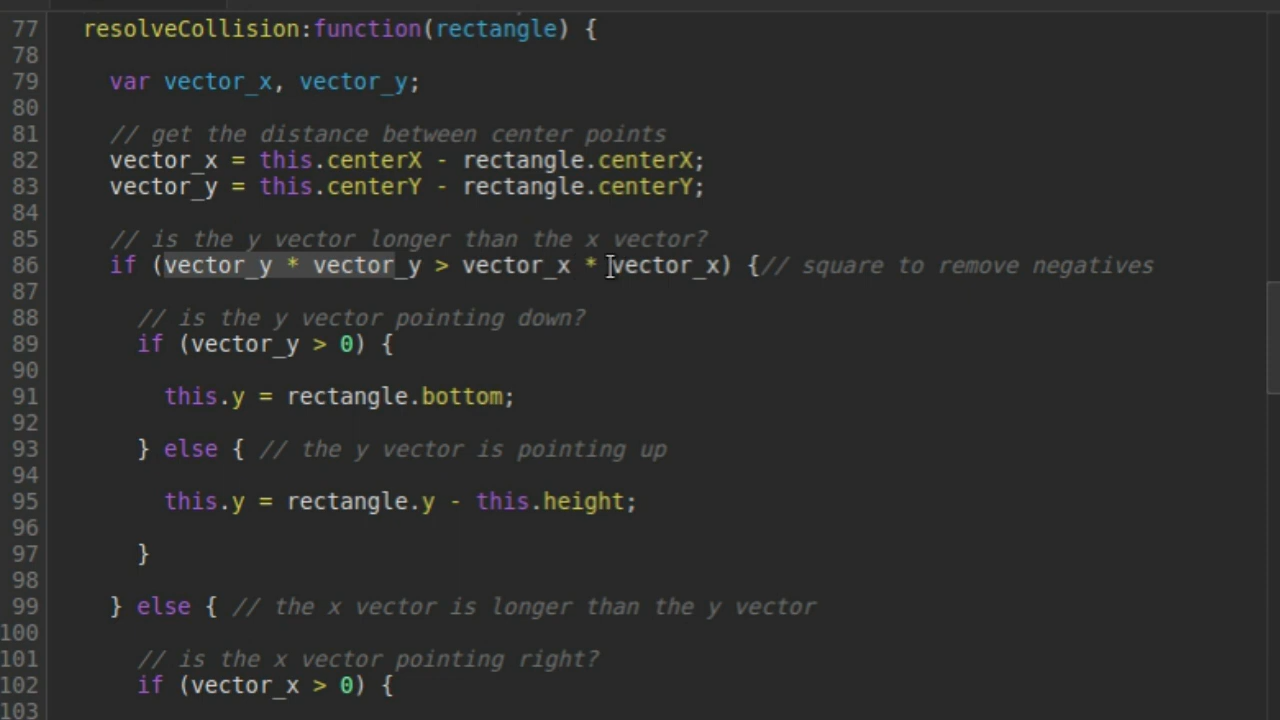 77 resolveCollision:function(rectangle) {
78
79 var vector_x, vector_y;
80
81 // get the distance between center points
82 vector_x = this.centerX - rectangle.centerX;
83 vector_y = this.centerY - rectangle.centerY;
84
85 // is the y vector longer than the x vector?
86 if (vector_y * vector_y > vector_x * vector_x) {// square to remove negatives
87
88 // is the y vector pointing down?
89 if (vector_y > 0) {
90
91 this.y = rectangle.bottom;
92
93 } else { // the y vector is pointing up
94
95 this.y = rectangle.y - this.height;
96
97 }
98
99 } else { // the x vector is longer than the y vector
100
101 // is the x vector pointing right?
102 if (vector_x > 0) {
103